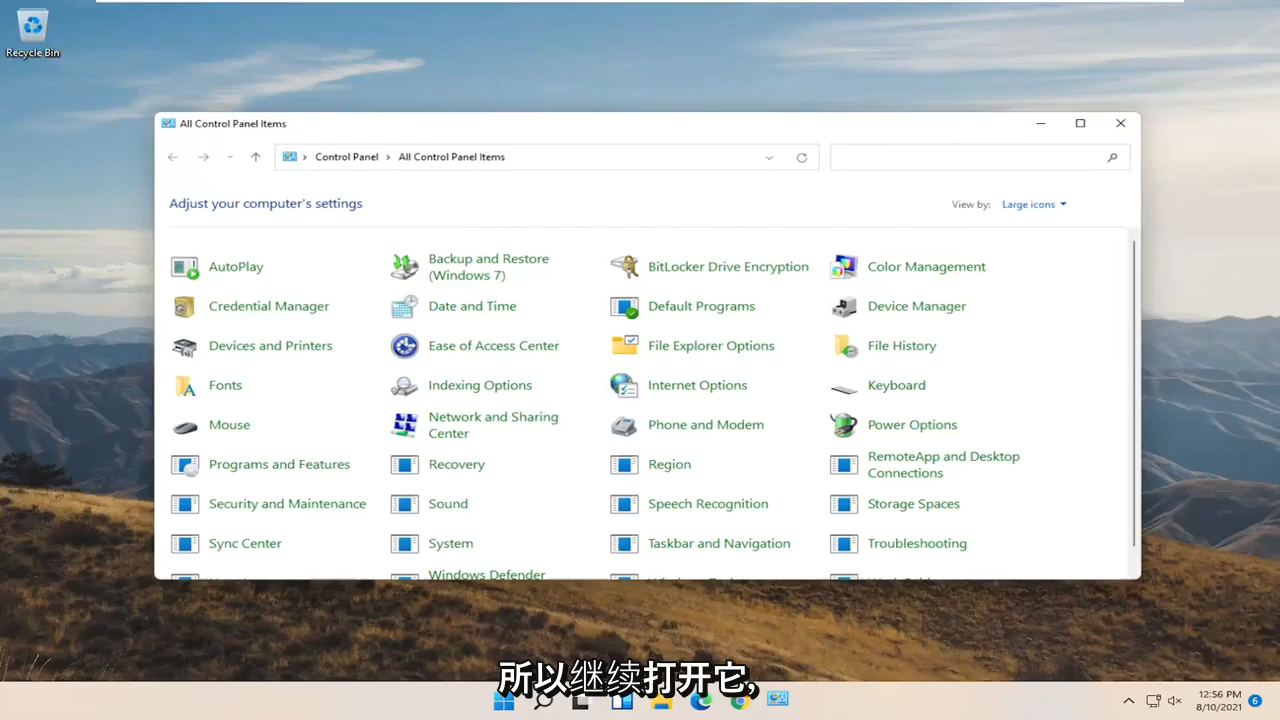 Recycle Bin
All Control Panel Items
Control Panel
All Control Panel Items
Adjust your computer's settings
View by:
Large icons
AutoPlay
Backup and Restore
(Windows 7)
BitLocker Drive Encryption
Color Management
Credential Manager
Date and Time
Default Programs
Device Manager
Devices and Printers
Ease of Access Center
File Explorer Options
File History
Fonts
Indexing Options
Internet Options
Keyboard
Mouse
Network and Sharing
Center
Phone and Modem
Power Options
Programs and Features
Recovery
Region
RemoteApp and Desktop
Connections
Security and Maintenance
Sound
Speech Recognition
Storage Spaces
Sync Center
System
Taskbar and Navigation
Troubleshooting
Windows Defender
所以继续打开它,
12:56 PM
8/10/2021
6